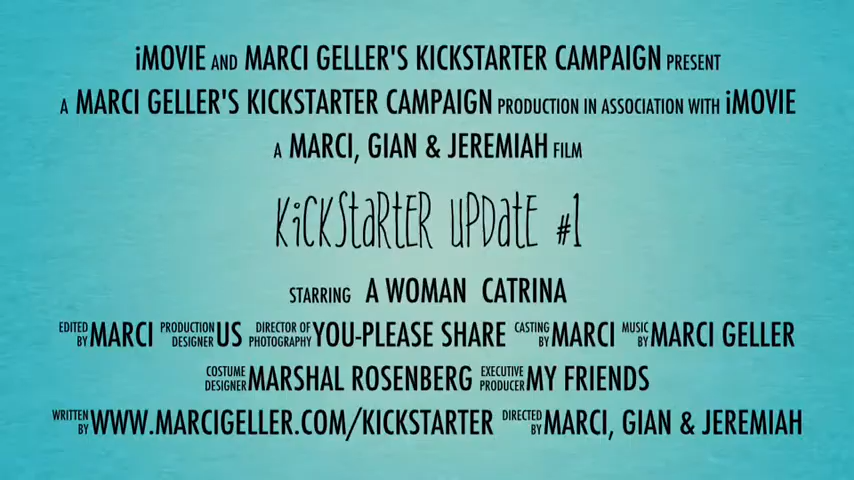 iMOVIE AND MARCI GELLER'S KICKSTARTER CAMPAIGN PRESENT
A MARCI GELLER'S KICKSTARTER CAMPAIGN PRODUCTION IN ASSOCIATION WITH iMOVIE
A MARCI, GIAN & JEREMIAH FILM
KiCKStaRtER UPDatE #1
STARRING A WOMAN CATRINA
EDITED BY MARCI PRODUCTION DESIGNER US DIRECTOR OF PHOTOGRAPHY YOU-PLEASE SHARE CASTING BY MARCI MUSIC BY MARCI GELLER
COSTUME DESIGNER MARSHAL ROSENBERG EXECUTIVE PRODUCER MY FRIENDS
WRITTEN BY WWW.MARCIGELLER.COM/KICKSTARTER DIRECTED BY MARCI, GIAN & JEREMIAH